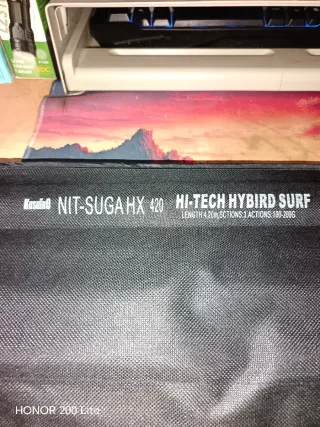 NIT-SUGA HX 420 HI-TECH HYBIRD SURF
LENGTH 4,20m, SCTIONS:3, ACTIONS:100-200G
HONOR 200 Lite